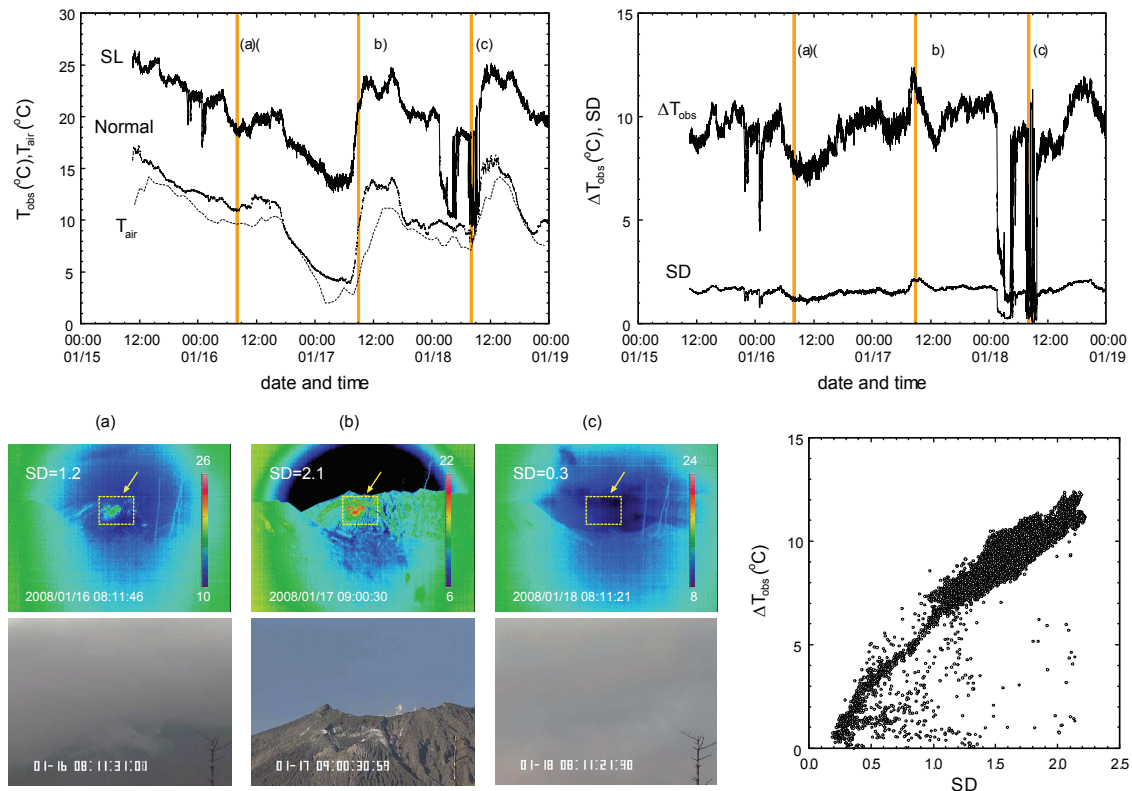 30
25
20
15
10
5
0
T_obs (°C),T_air (°C)
SL
Normal
T_air
(a)(
b)
(c)
00:00 12:00 00:00 12:00 00:00 12:00 00:00 12:00 00:00
01/15 01/16 01/17 01/18 01/19
date and time
15
10
5
0
ΔT_obs (°C), SD
(a)(
b)
(c)
ΔT_obs
SD
00:00 12:00 00:00 12:00 00:00 12:00 00:00 12:00 00:00
01/15 01/16 01/17 01/18 01/19
date and time
(a)
SD=1.2
26
10
2008/01/16 08:11:46
01-16 08:11:31:00
(b)
SD=2.1
22
6
2008/01/17 09:00:30
01-17 09:00:30:59
(c)
SD=0.3
24
8
2008/01/18 08:11:21
01-18 08:11:21:98
15
10
5
0
ΔT_obs (°C)
0.0 0.5 1.0 1.5 2.0 2.5
SD